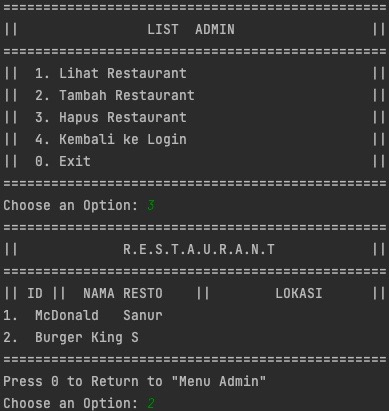 ================================================
||                LIST  ADMIN                 ||
================================================
||  1. Lihat Restaurant                       ||
||  2. Tambah Restaurant                      ||
||  3. Hapus Restaurant                       ||
||  4. Kembali ke Login                       ||
||  0. Exit                                   ||
================================================
Choose an Option: 3
================================================
||             R.E.S.T.A.U.R.A.N.T            ||
================================================
|| ID ||  NAMA RESTO    ||        LOKASI      ||
1.  McDonald   Sanur
2.  Burger King S
================================================
Press 0 to Return to "Menu Admin"
Choose an Option: 2